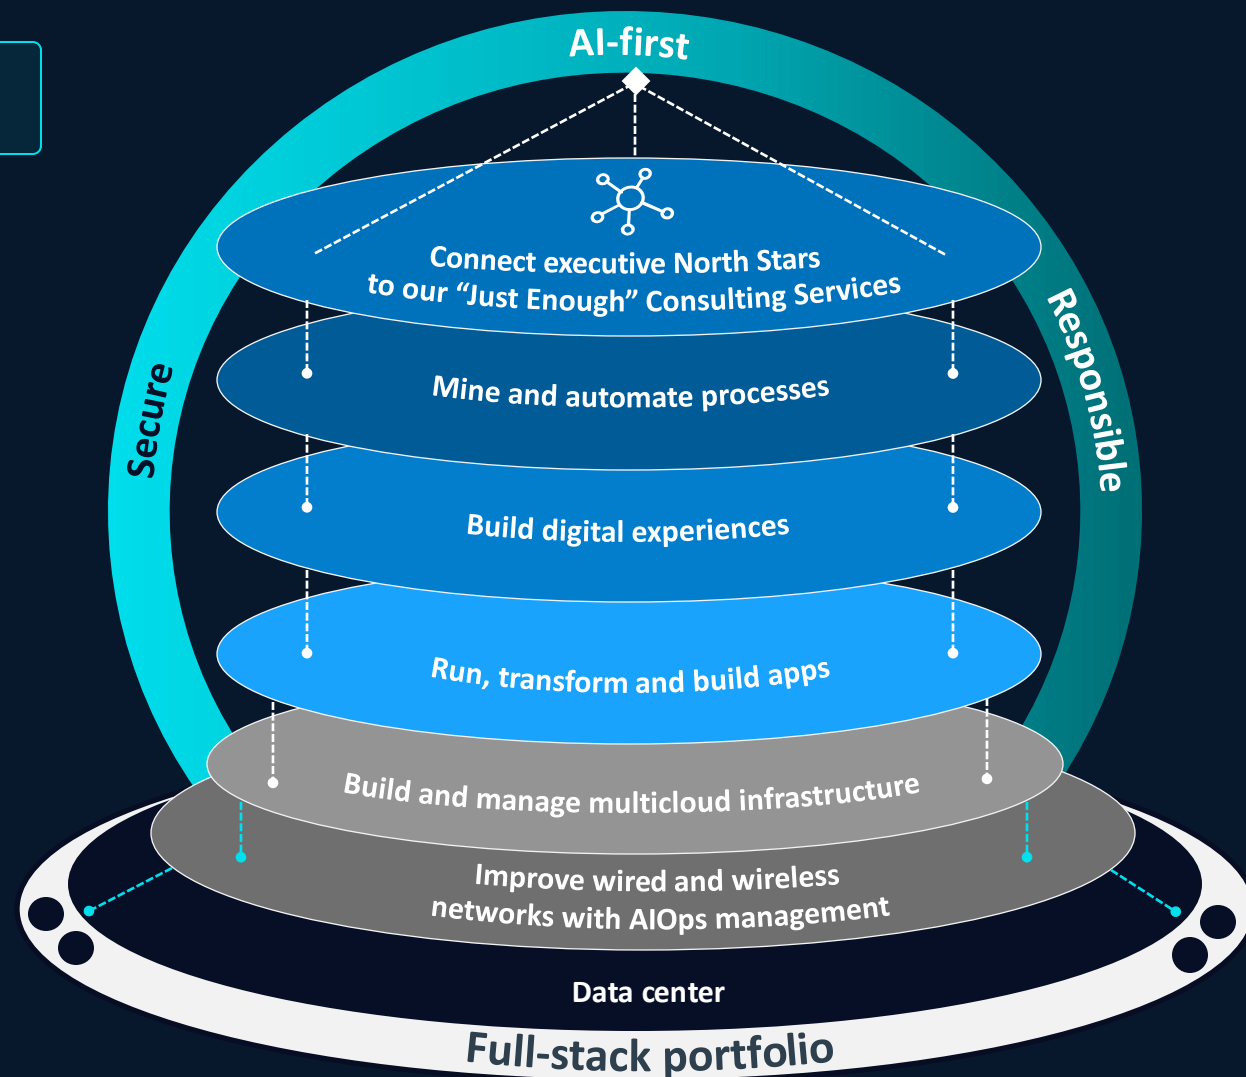 AI-first
Secure
Responsible
Connect executive North Stars
to our “Just Enough” Consulting Services
Mine and automate processes
Build digital experiences
Run, transform and build apps
Build and manage multicloud infrastructure
Improve wired and wireless
networks with AIOps management
Data center
Full-stack portfolio